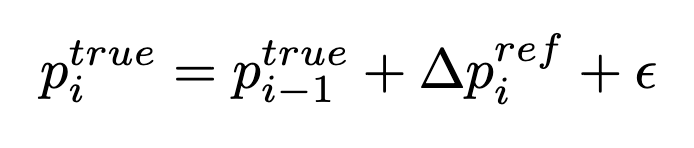 p_i^{true} = p_{i-1}^{true} + Δp_i^{ref} + ϵ